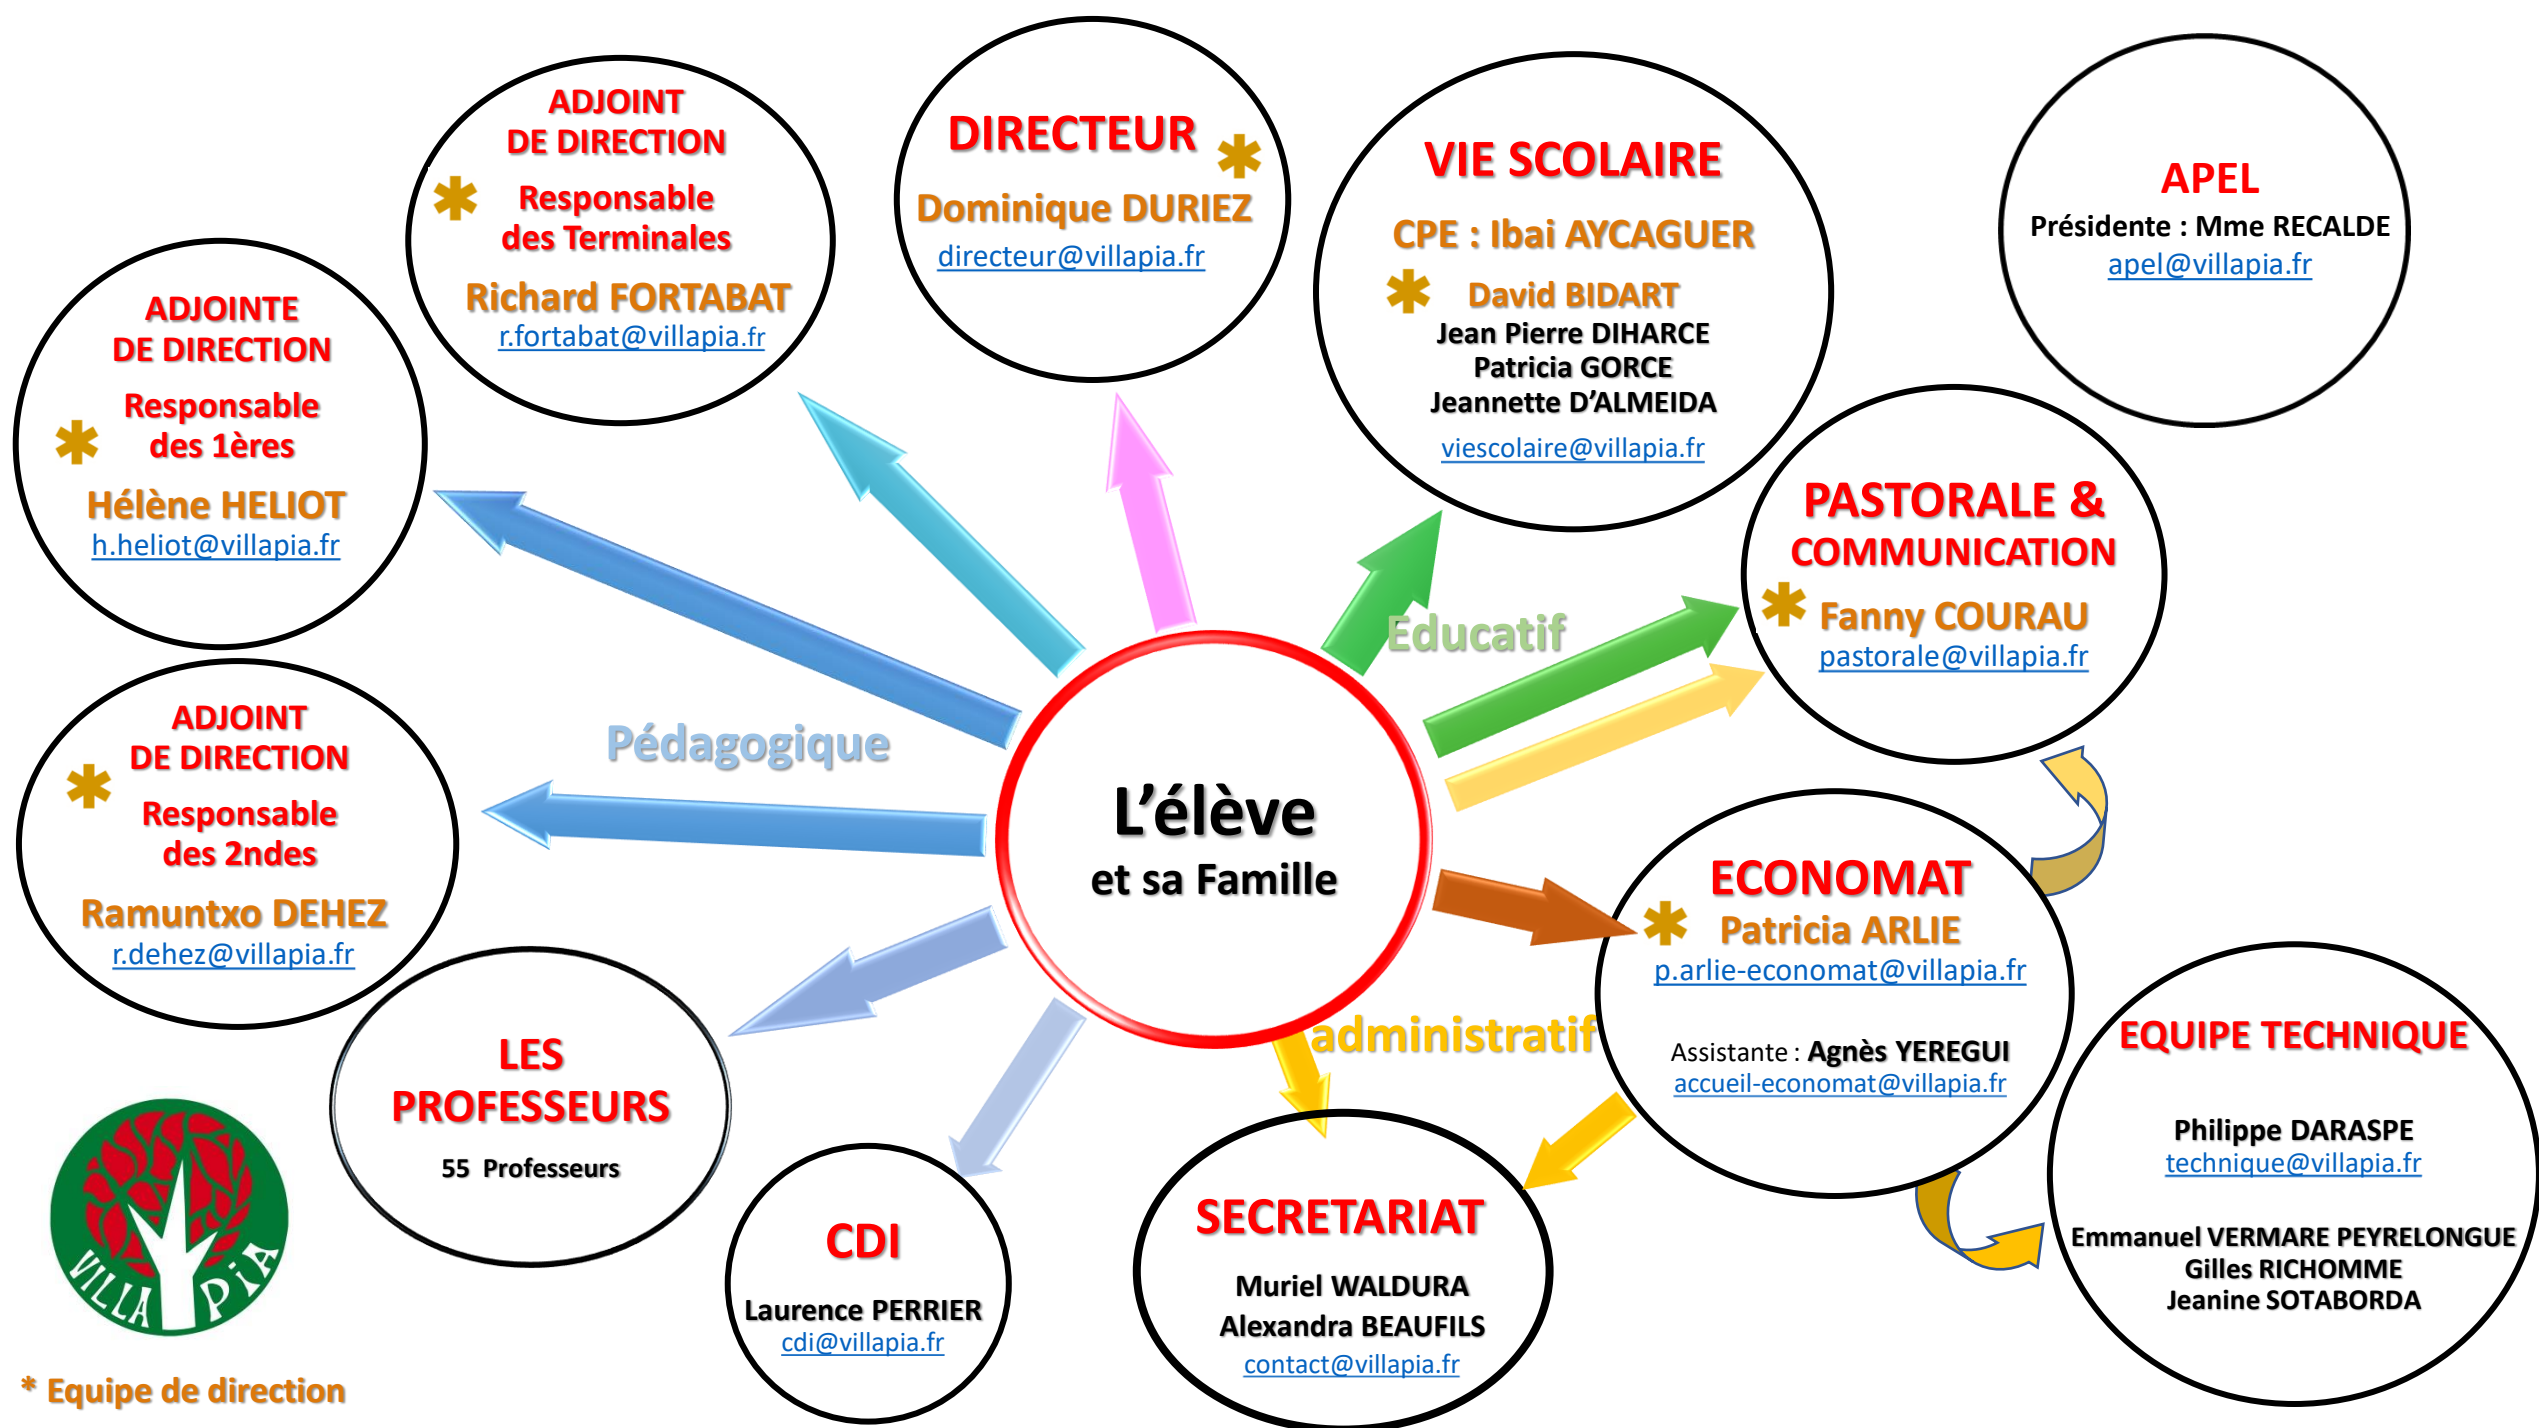 ADJOINT
DE DIRECTION
Responsable
des Terminales
Richard FORTABAT
r.fortabat@villapia.fr
DIRECTEUR
Dominique DURIEZ
directeur@villapia.fr
VIE SCOLAIRE
CPE : Ibai AYCAGUER
David BIDART
Jean Pierre DIHARCE
Patricia GORCE
Jeannette D’ALMEIDA
viescolaire@villapia.fr
APEL
Présidente : Mme RECALDE
apel@villapia.fr
ADJOINTE
DE DIRECTION
Responsable
des 1ères
Hélène HELIOT
h.heliot@villapia.fr
PASTORALE &
COMMUNICATION
Fanny COURAU
pastorale@villapia.fr
Educatif
Pédagogique
ADJOINT
DE DIRECTION
Responsable
des 2ndes
Ramuntxo DEHEZ
r.dehez@villapia.fr
L’élève
et sa Famille
ECONOMAT
Patricia ARLIE
p.arlie-economat@villapia.fr
Assistante : Agnès YEREGUI
accueil-economat@villapia.fr
administratif
EQUIPE TECHNIQUE
Philippe DARASPE
technique@villapia.fr
Emmanuel VERMARE PEYRELONGUE
Gilles RICHOMME
Jeanine SOTABORDA
LES
PROFESSEURS
55 Professeurs
CDI
Laurence PERRIER
cdi@villapia.fr
SECRETARIAT
Muriel WALDURA
Alexandra BEAUFILS
contact@villapia.fr
VILLA PIA
* Equipe de direction